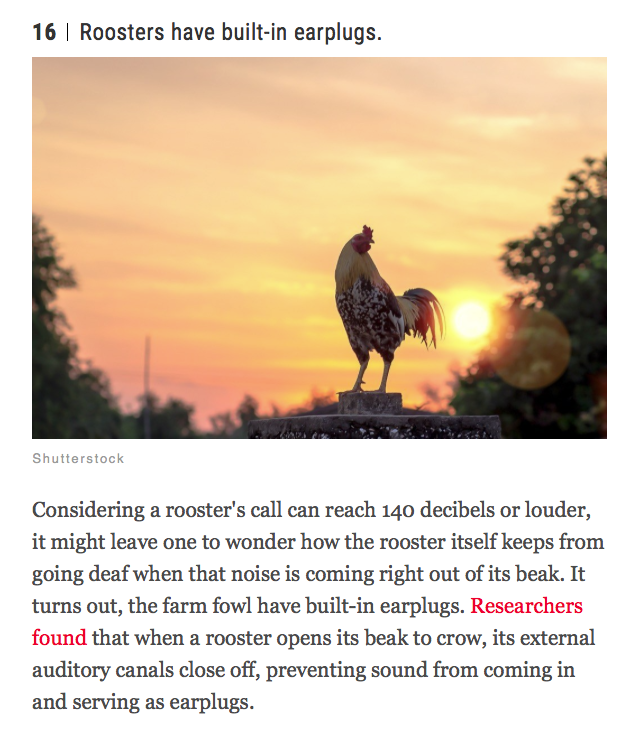 16 | Roosters have built-in earplugs.
Shutterstock
Considering a rooster's call can reach 140 decibels or louder,
it might leave one to wonder how the rooster itself keeps from
going deaf when that noise is coming right out of its beak. It
turns out, the farm fowl have built-in earplugs. Researchers
found that when a rooster opens its beak to crow, its external
auditory canals close off, preventing sound from coming in
and serving as earplugs.